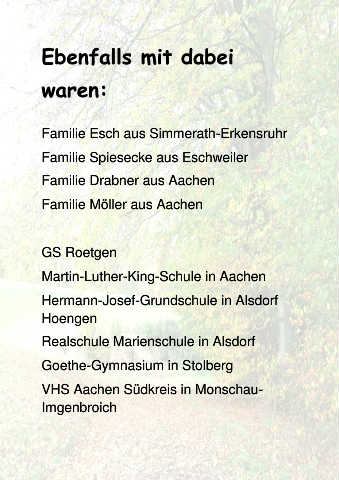 Ebenfalls mit dabei
waren:
Familie Esch aus Simmerath-Erkensruhr
Familie Spiesecke aus Eschweiler
Familie Drabner aus Aachen
Familie Möller aus Aachen
GS Roetgen
Martin-Luther-King-Schule in Aachen
Hermann-Josef-Grundschule in Alsdorf
Hoengen
Realschule Marienschule in Alsdorf
Goethe-Gymnasium in Stolberg
VHS Aachen Südkreis in Monschau-
Imgenbroich